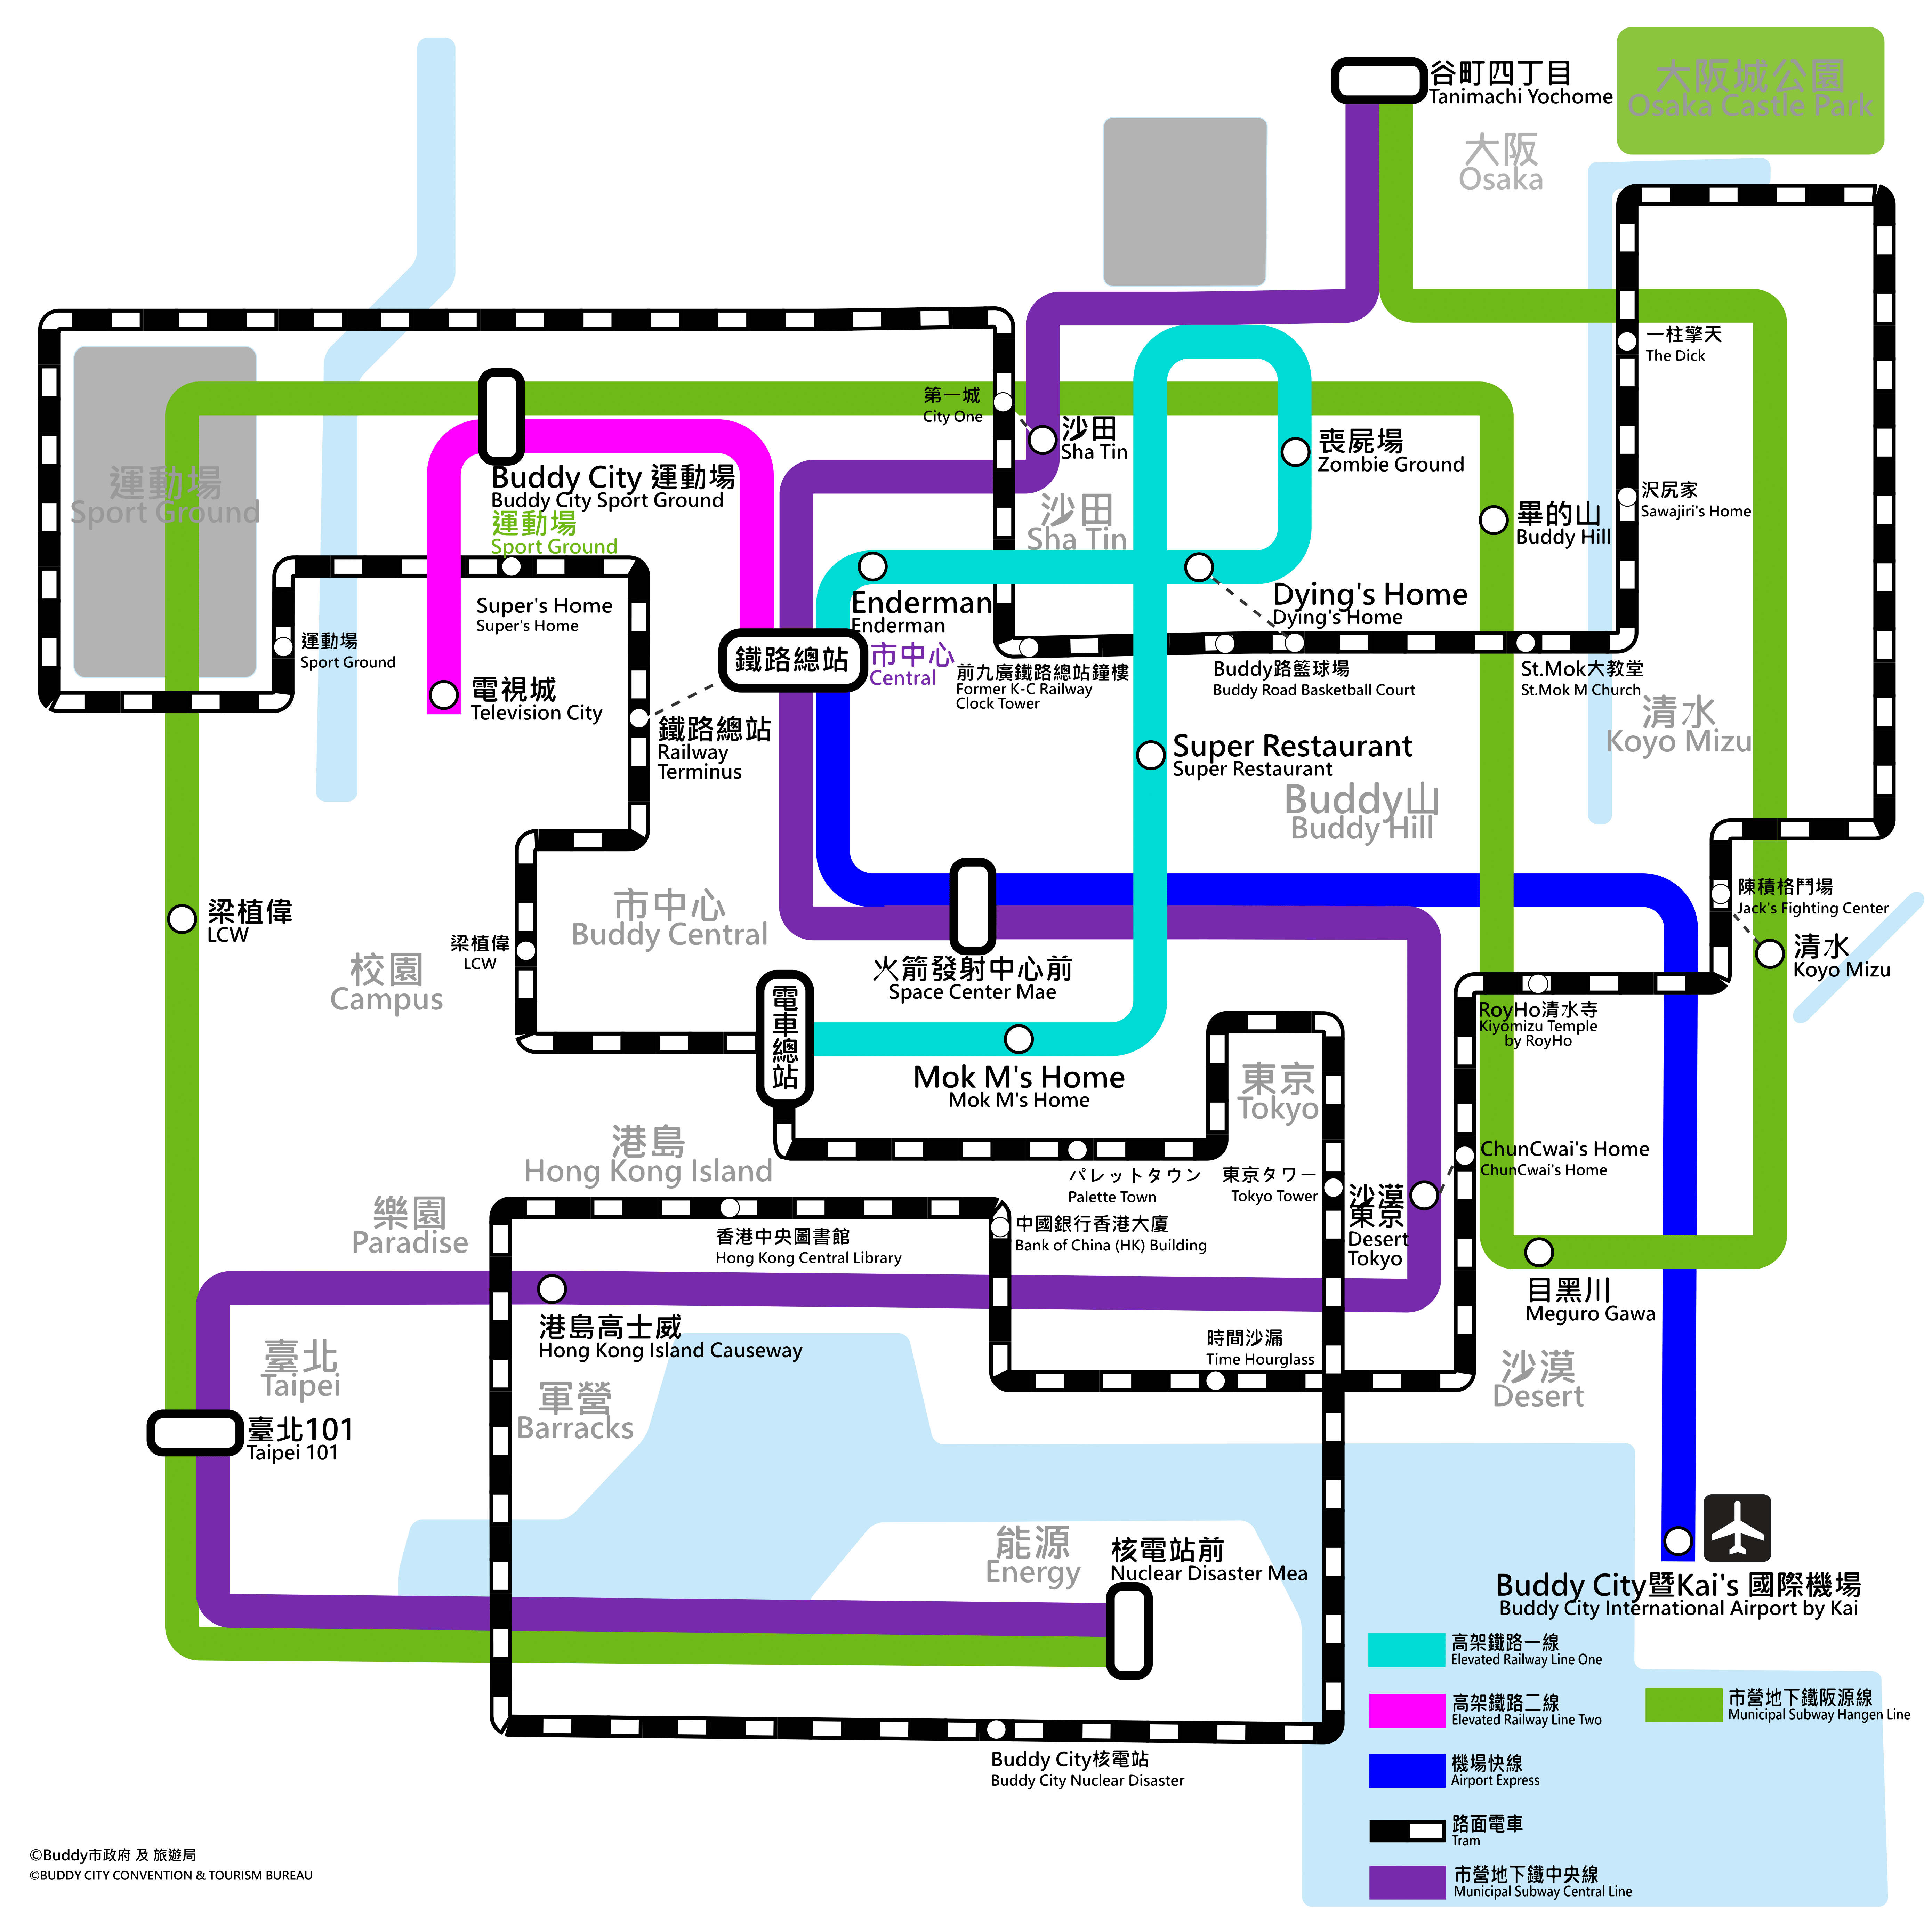 谷町四丁目
Tanimachi Yochome
大阪城公園
Osaka Castle Park
大阪
Osaka
一柱擎天
The Dick
第一城
City One
沙田
Sha Tin
喪屍場
Zombie Ground
運動場
Sport Ground
Buddy City 運動場
Buddy City Sport Ground
運動場
Sport Ground
沙田
Sha Tin
沢尻家
Sawajiri's Home
畢的山
Buddy Hill
Super's Home
Super's Home
Enderman
Enderman
Dying's Home
Dying's Home
運動場
Sport Ground
鐵路總站
市中心
Central
前九廣鐵路總站鐘樓
Former K-C Railway
Clock Tower
Buddy路籃球場
Buddy Road Basketball Court
St.Mok大教堂
St.Mok M Church
電視城
Television City
鐵路總站
Railway
Terminus
清水
Koyo Mizu
Super Restaurant
Super Restaurant
Buddy山
Buddy Hill
梁植偉
LCW
市中心
Buddy Central
陳積格鬥場
Jack's Fighting Center
梁植偉
LCW
清水
Koyo Mizu
校園
Campus
火箭發射中心前
Space Center Mae
電車總站
RoyHo清水寺
Kiyomizu Temple
by RoyHo
Mok M's Home
Mok M's Home
東京
Tokyo
港島
Hong Kong Island
ChunCwai's Home
ChunCwai's Home
パレットタウン
Palette Town
東京タワー
Tokyo Tower
沙漠
東京
Desert
Tokyo
樂園
Paradise
香港中央圖書館
Hong Kong Central Library
中國銀行香港大廈
Bank of China (HK) Building
目黑川
Meguro Gawa
港島高士威
Hong Kong Island Causeway
時間沙漏
Time Hourglass
臺北
Taipei
沙漠
Desert
軍營
Barracks
臺北101
Taipei 101
能源
Energy
核電站前
Nuclear Disaster Mea
Buddy City暨Kai's 國際機場
Buddy City International Airport by Kai
高架鐵路一線
Elevated Railway Line One
高架鐵路二線
Elevated Railway Line Two
市營地下鐵阪源線
Municipal Subway Hangen Line
機場快線
Airport Express
Buddy City核電站
Buddy City Nuclear Disaster
路面電車
Tram
市營地下鐵中央線
Municipal Subway Central Line
©Buddy市政府 及 旅遊局
©BUDDY CITY CONVENTION & TOURISM BUREAU